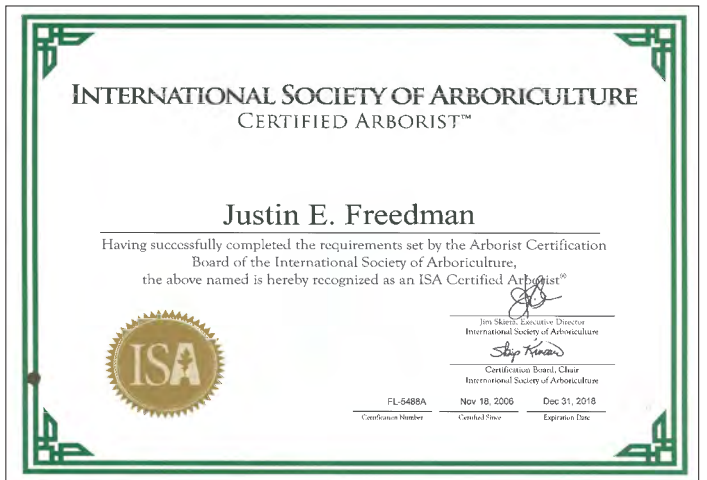 INTERNATIONAL SOCIETY OF ARBORICULTURE
CERTIFIED ARBORIST™
Justin E. Freedman
Having successfully completed the requirements set by the Arborist Certification
Board of the International Society of Arboriculture,
the above named is hereby recognized as an ISA Certified Arborist®
Jim Skiera, Executive Director
International Society of Arboriculture
Skip Kincaid
Certification Board, Chair
International Society of Arboriculture
ISA
FL-5488A Nov 18, 2006 Dec 31, 2018
Certification Number Certified Since Expiration Date